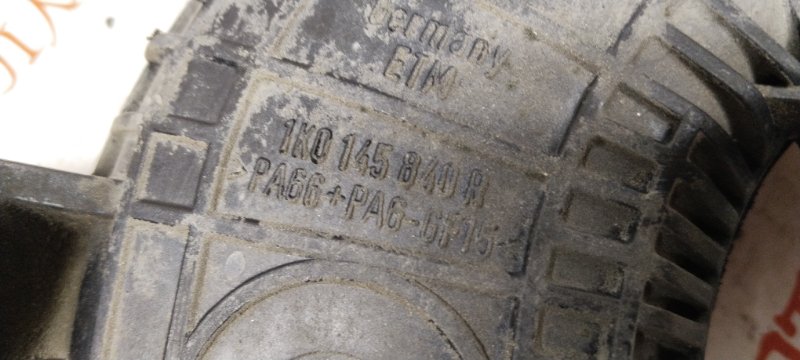 Germany
ETM
1K0 145 840 R
>PA66+PA6-GF15